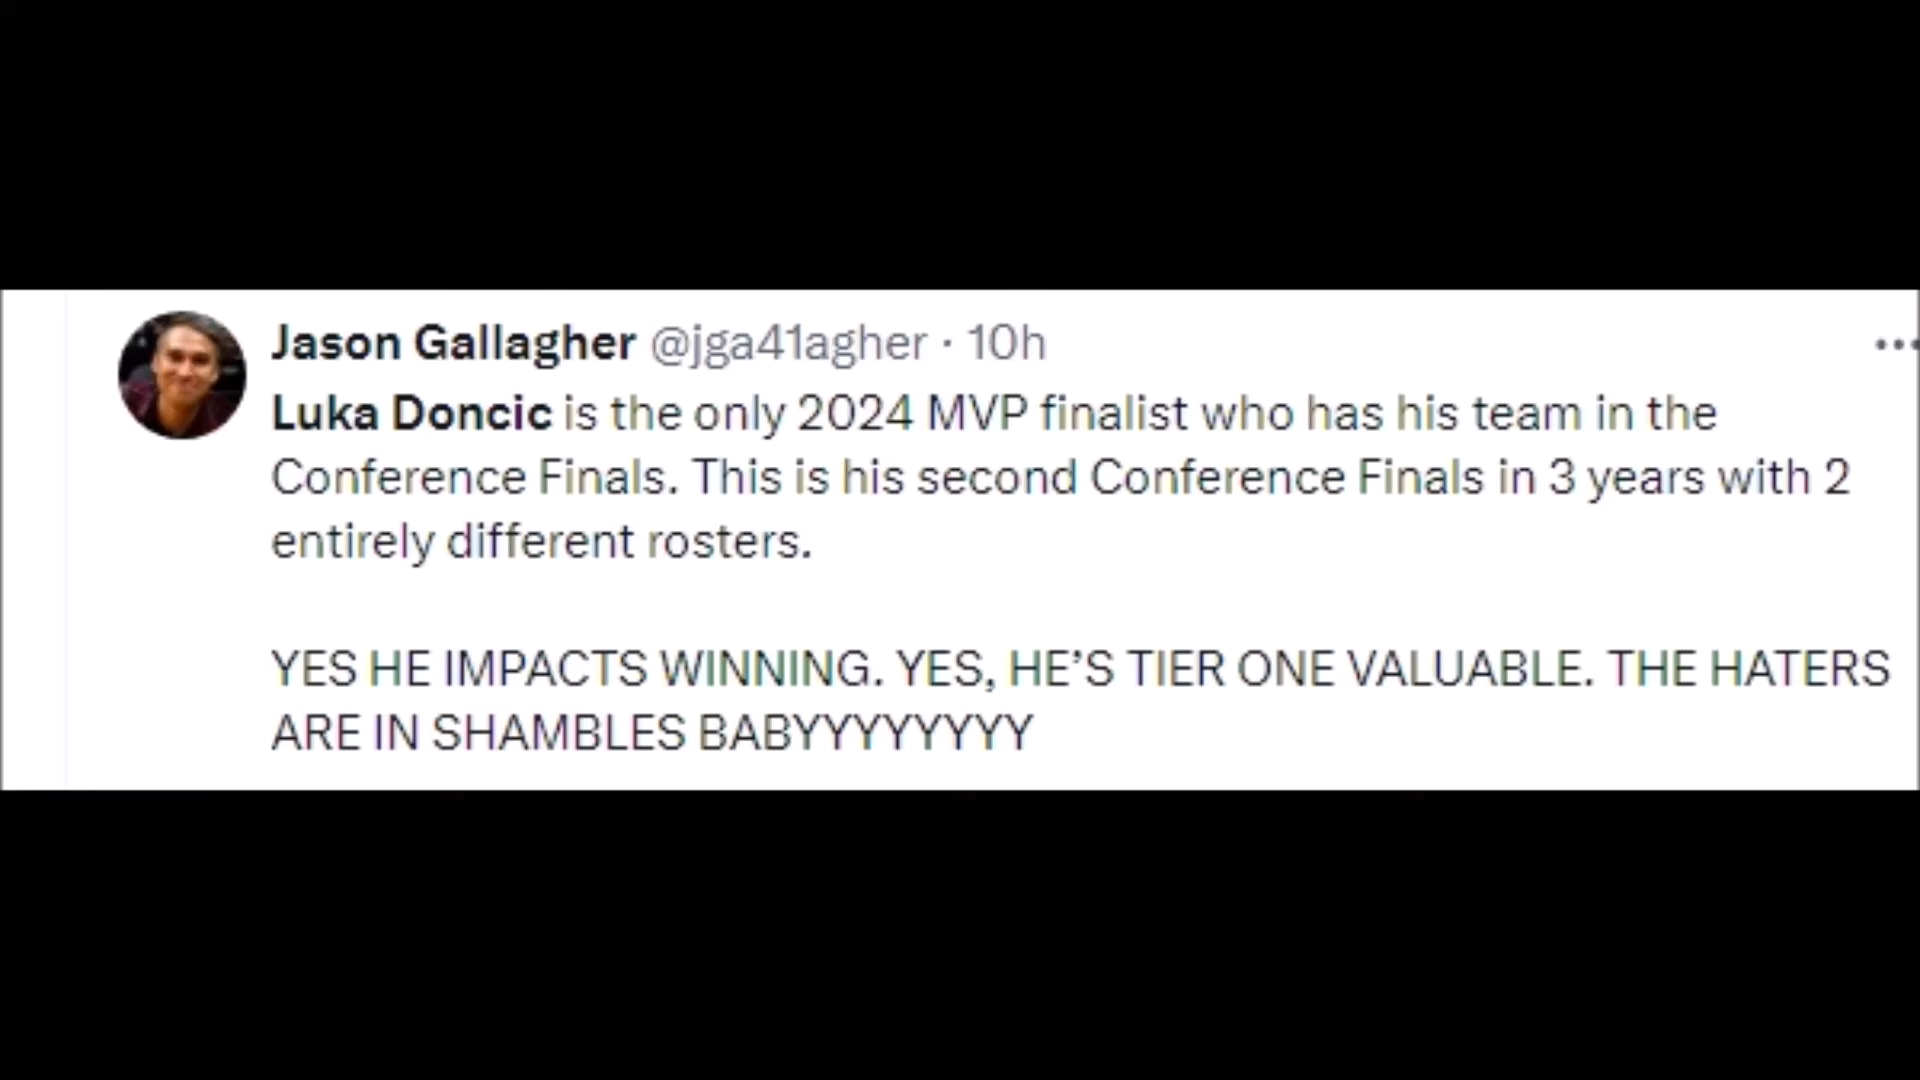 Jason Gallagher @jga41agher · 10h
Luka Doncic is the only 2024 MVP finalist who has his team in the
Conference Finals. This is his second Conference Finals in 3 years with 2
entirely different rosters.
YES HE IMPACTS WINNING. YES, HE’S TIER ONE VALUABLE. THE HATERS
ARE IN SHAMBLES BABYYYYYYYY